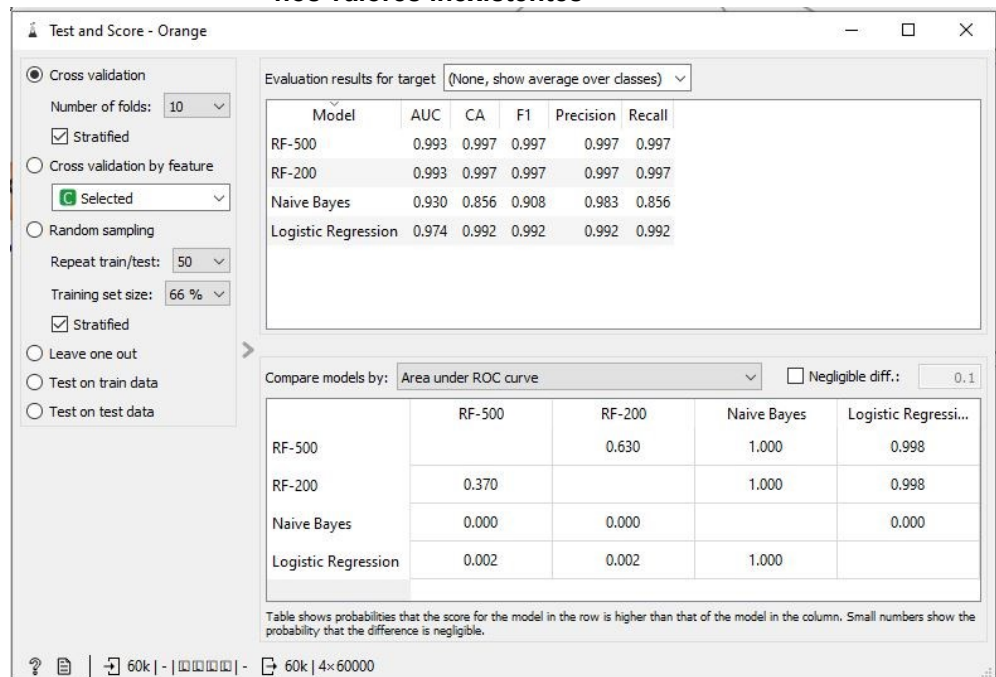 nos valores inexistentes
Test and Score - Orange
Cross validation
Number of folds: 10
Stratified
Cross validation by feature
C Selected
Random sampling
Repeat train/test: 50
Training set size: 66 %
Stratified
Leave one out
Test on train data
Test on test data
Evaluation results for target (None, show average over classes)
Model AUC CA F1 Precision Recall
RF-500 0.993 0.997 0.997 0.997 0.997
RF-200 0.993 0.997 0.997 0.997 0.997
Naive Bayes 0.930 0.856 0.908 0.983 0.856
Logistic Regression 0.974 0.992 0.992 0.992 0.992
Compare models by: Area under ROC curve Negligible diff.: 0.1
RF-500 RF-200 Naive Bayes Logistic Regressi...
RF-500 0.630 1.000 0.998
RF-200 0.370 1.000 0.998
Naive Bayes 0.000 0.000 0.000
Logistic Regression 0.002 0.002 1.000
Table shows probabilities that the score for the model in the row is higher than that of the model in the column. Small numbers show the
probability that the difference is negligible.
? 60k | - | | - 60k | 4×60000